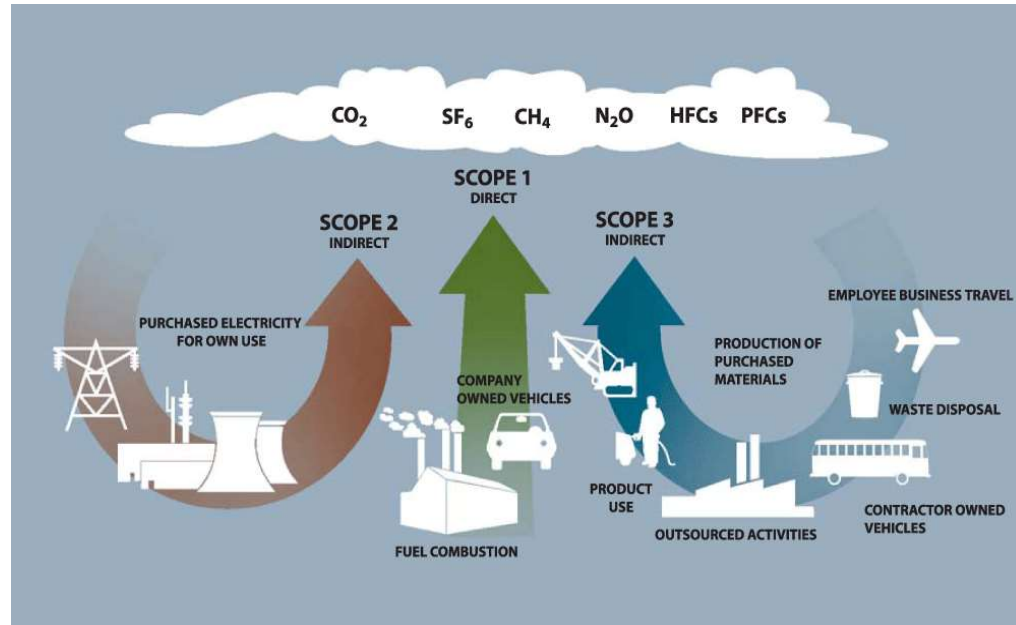 CO₂ SF₆ CH₄ N₂O HFCs PFCs
SCOPE 1
DIRECT
SCOPE 2
INDIRECT
SCOPE 3
INDIRECT
PURCHASED ELECTRICITY
FOR OWN USE
COMPANY
OWNED VEHICLES
FUEL COMBUSTION
EMPLOYEE BUSINESS TRAVEL
PRODUCTION OF
PURCHASED
MATERIALS
WASTE DISPOSAL
PRODUCT
USE
OUTSOURCED ACTIVITIES
CONTRACTOR OWNED
VEHICLES